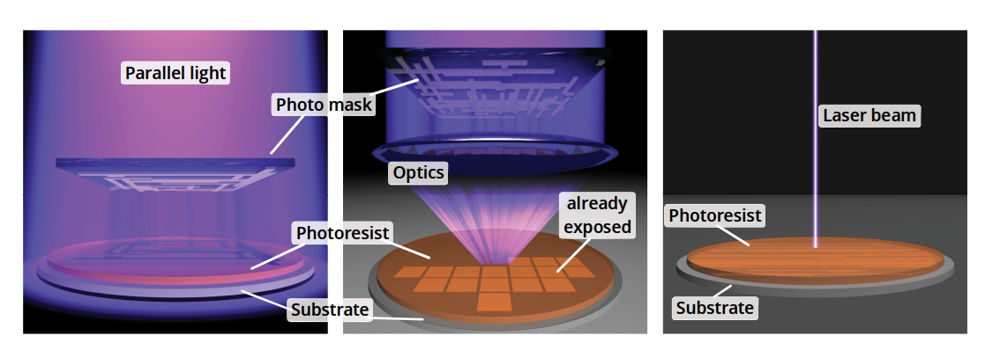 Parallel light
Photo mask
Optics
already
exposed
Photoresist
Substrate
Laser beam
Photoresist
Substrate